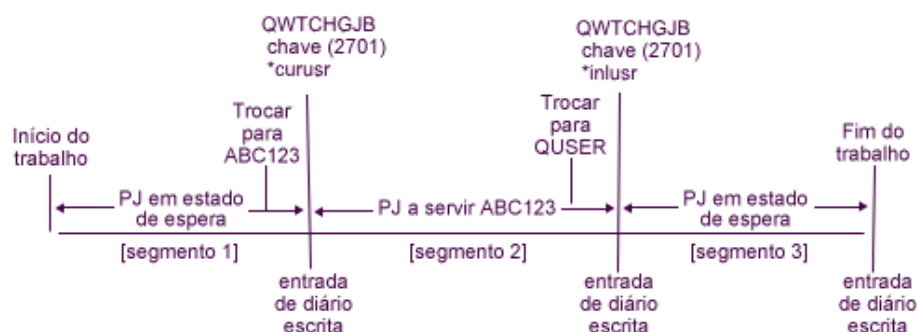 QWTCHGJB
chave (2701)
*curusr
QWTCHGJB
chave (2701)
*inlusr
Início do
trabalho
Trocar
para
ABC123
Trocar
para
QUSER
Fim do
trabalho
PJ em estado
de espera
PJ a servir ABC123
PJ em estado
de espera
[segmento 1]
[segmento 2]
[segmento 3]
entrada
de diário
escrita
entrada
de diário
escrita
entrada
de diário
escrita